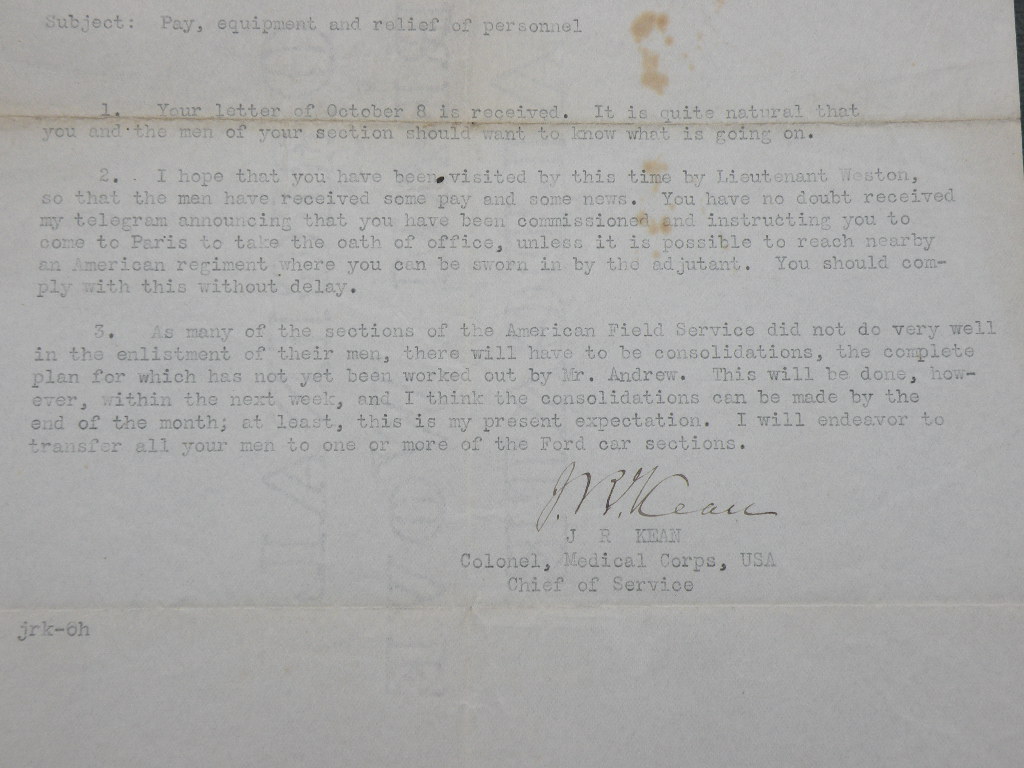 Subject: Pay, equipment and relief of personnel
1. Your letter of October 8 is received. It is quite natural that
you and the men of your section should want to know what is going on.
2. . I hope that you have been visited by this time by Lieutenant Weston,
so that the men have received some pay and some news. You have no doubt received
my telegram announcing that you have been commissioned and instructing you to
come to Paris to take the oath of office, unless it is possible to reach nearby
an American regiment where you can be sworn in by the adjutant. You should com-
ply with this without delay.
3. As many of the sections of the American Field Service did not do very well
in the enlistment of their men, there will have to be consolidations, the complete
plan for which has not yet been worked out by Mr. Andrew. This will be done, how-
ever, within the next week, and I think the consolidations can be made by the
end of the month; at least, this is my present expectation. I will endeavor to
transfer all your men to one or more of the Ford car sections.
J. R. Kean
J R KEAN
Colonel, Medical Corps, USA
Chief of Service
jrk-6h